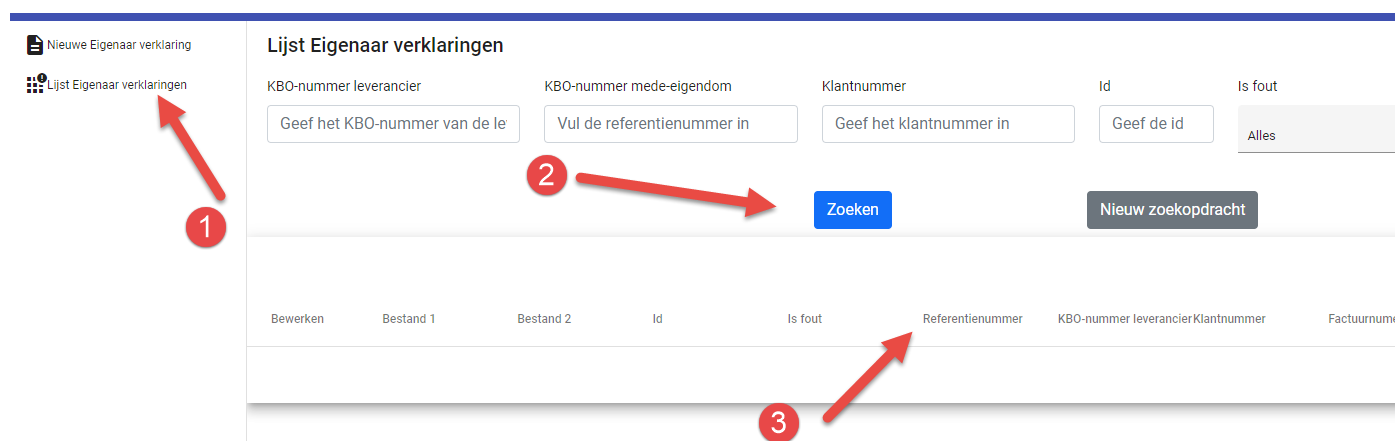 Nieuwe Eigenaar verklaring
Lijst Eigenaar verklaringen
1
Lijst Eigenaar verklaringen
KBO-nummer leverancier KBO-nummer mede-eigendom Klantnummer Id Is fout
Geef het KBO-nummer van de le Vul de referentienummer in Geef het klantnummer in Geef de id Alles
2
Zoeken Nieuw zoekopdracht
Bewerken Bestand 1 Bestand 2 Id Is fout Referentienummer KBO-nummer leverancier Klantnummer Factuurnume
3